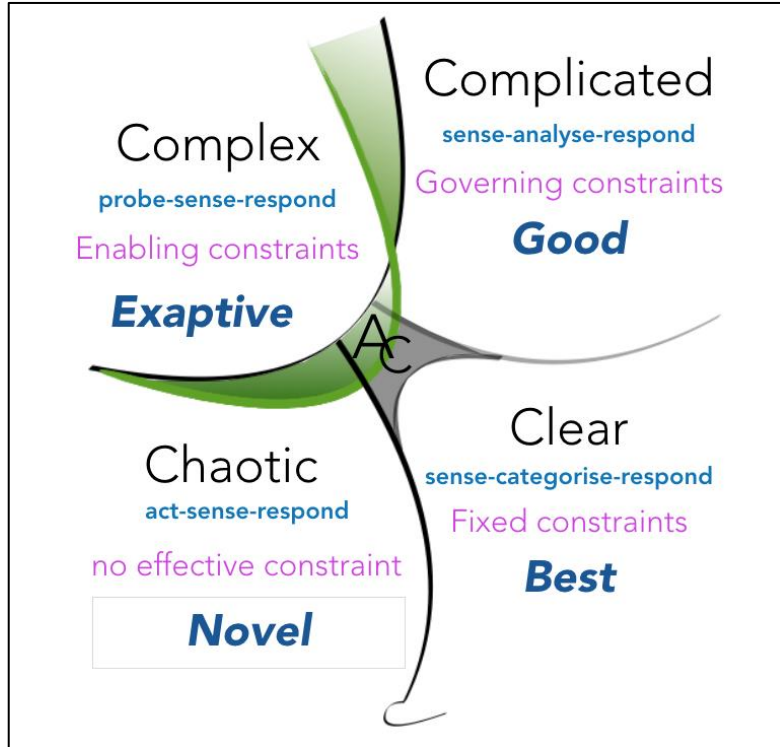 Complex
probe-sense-respond
Enabling constraints
Exaptive
Complicated
sense-analyse-respond
Governing constraints
Good
A
C
Chaotic
act-sense-respond
no effective constraint
Novel
Clear
sense-categorise-respond
Fixed constraints
Best